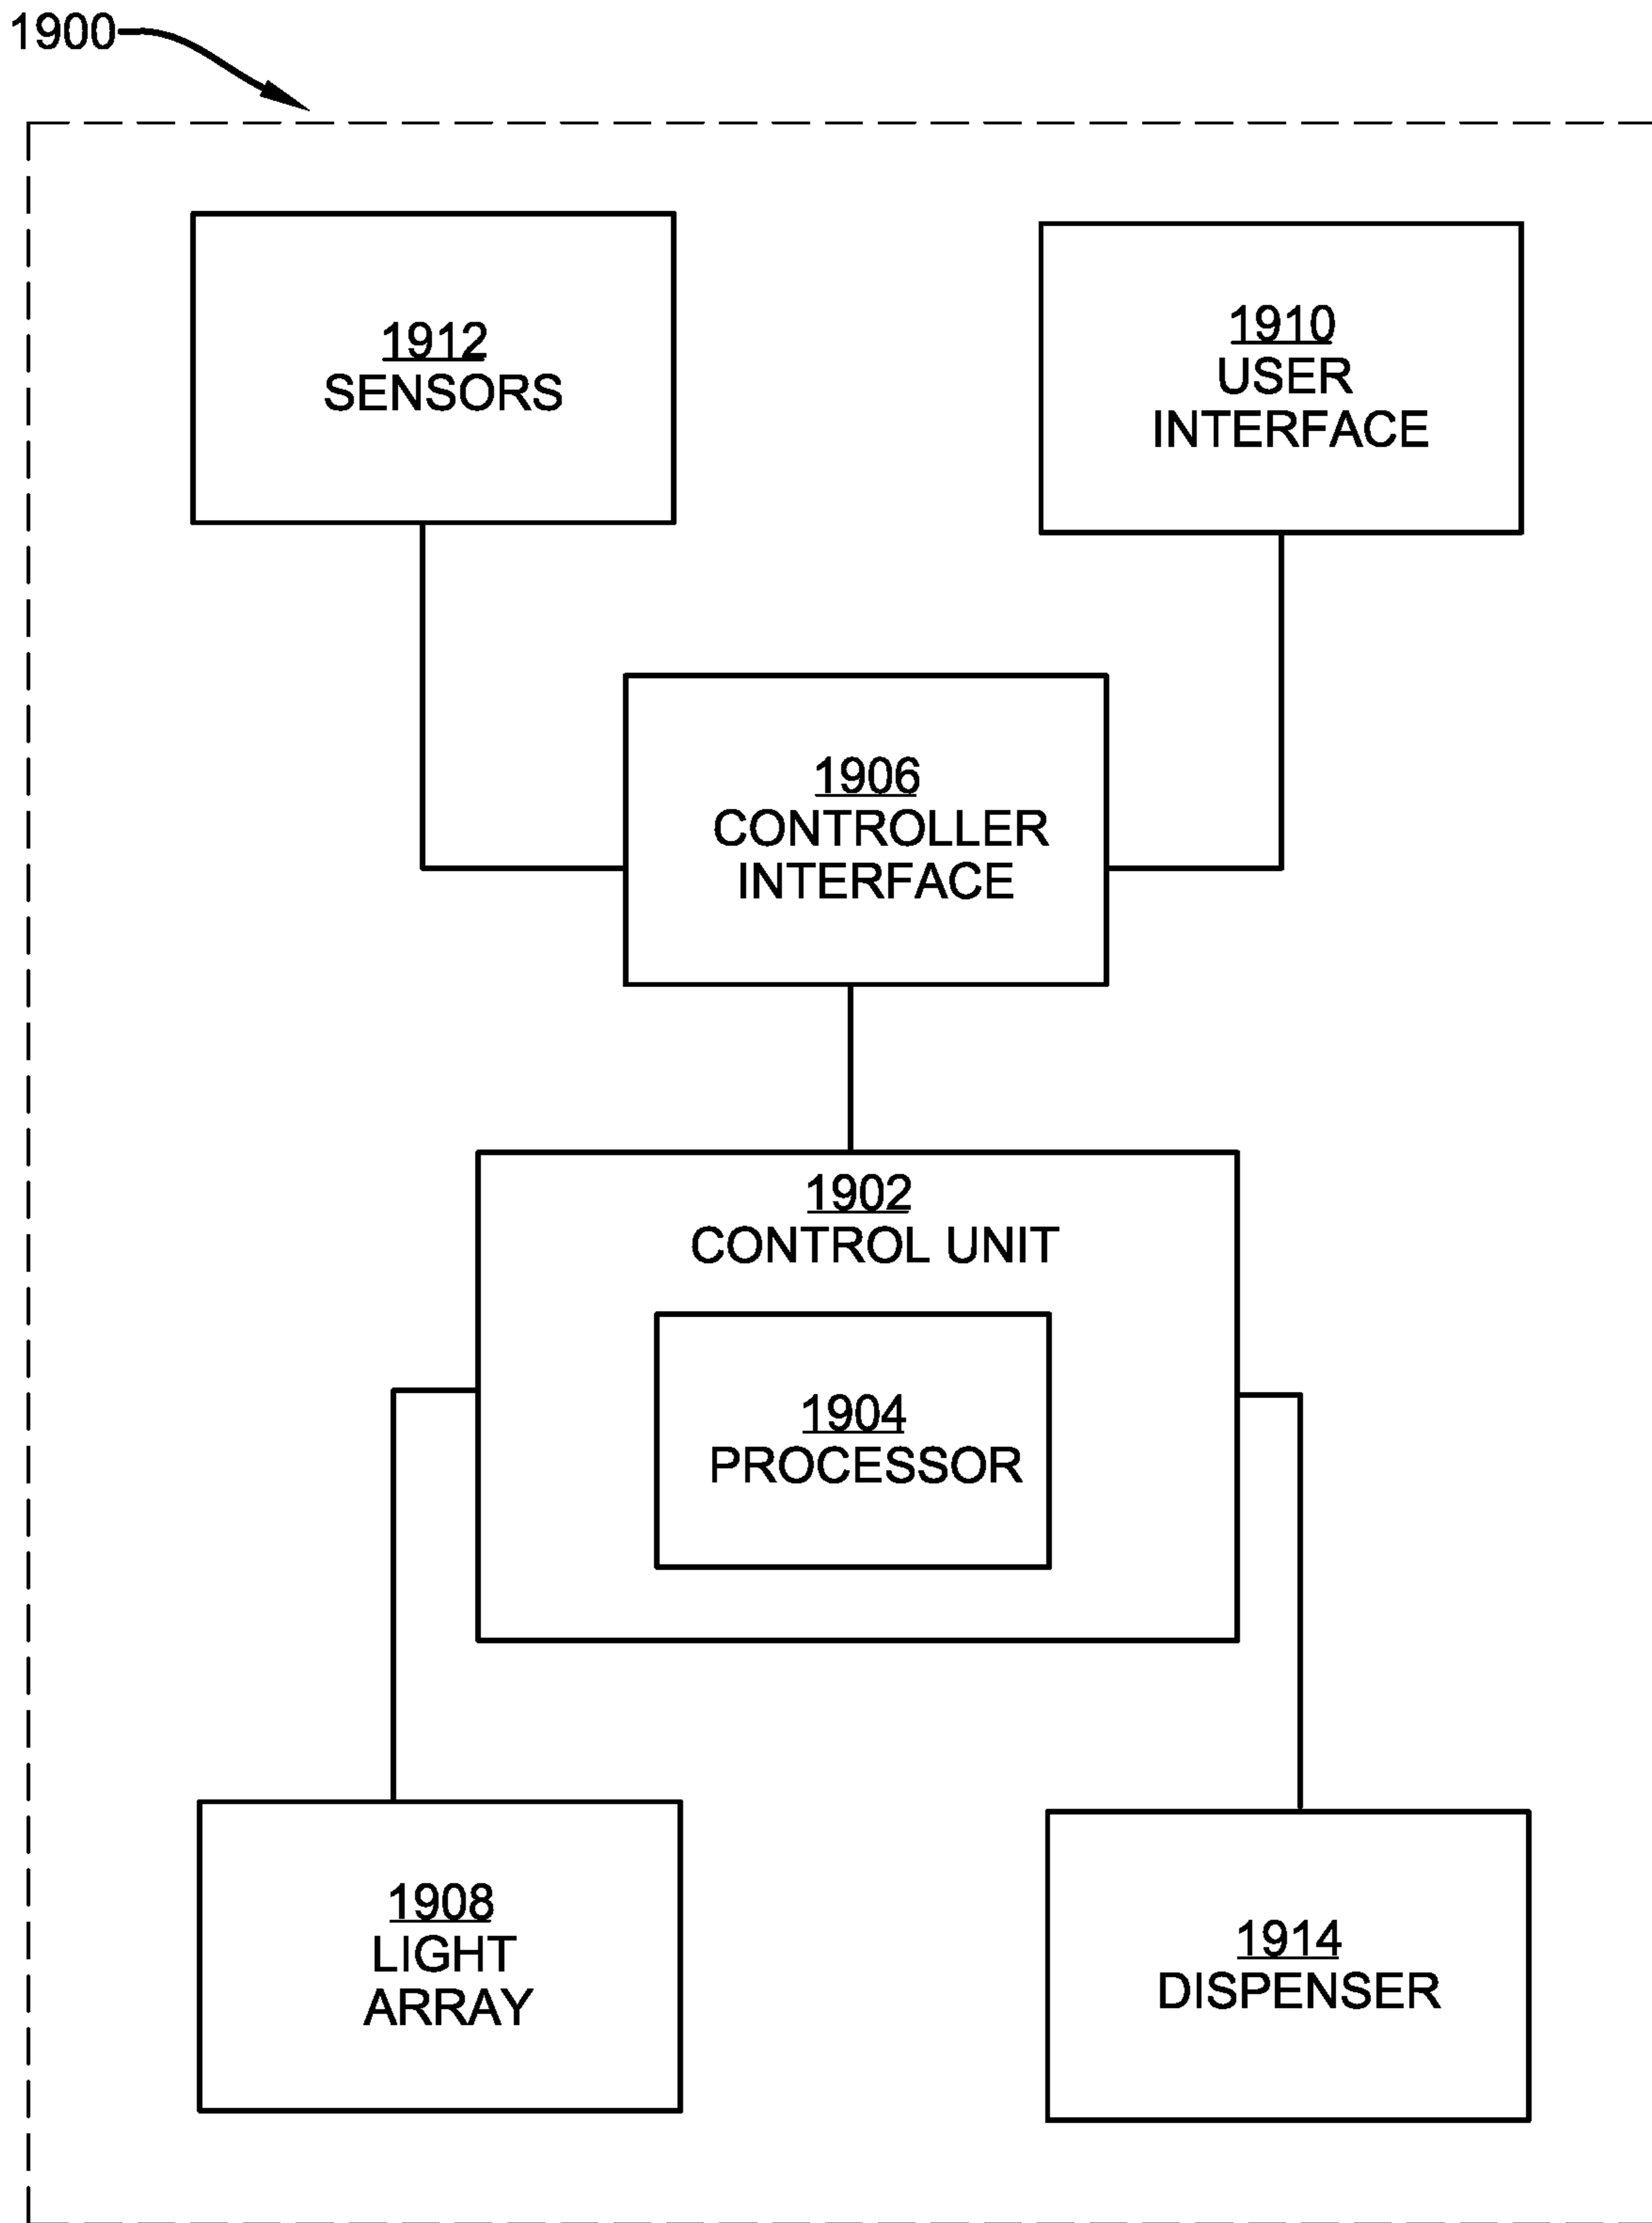 1900
1912
SENSORS
1910
USER
INTERFACE
1906
CONTROLLER
INTERFACE
1902
CONTROL UNIT
1904
PROCESSOR
1908
LIGHT
ARRAY
1914
DISPENSER